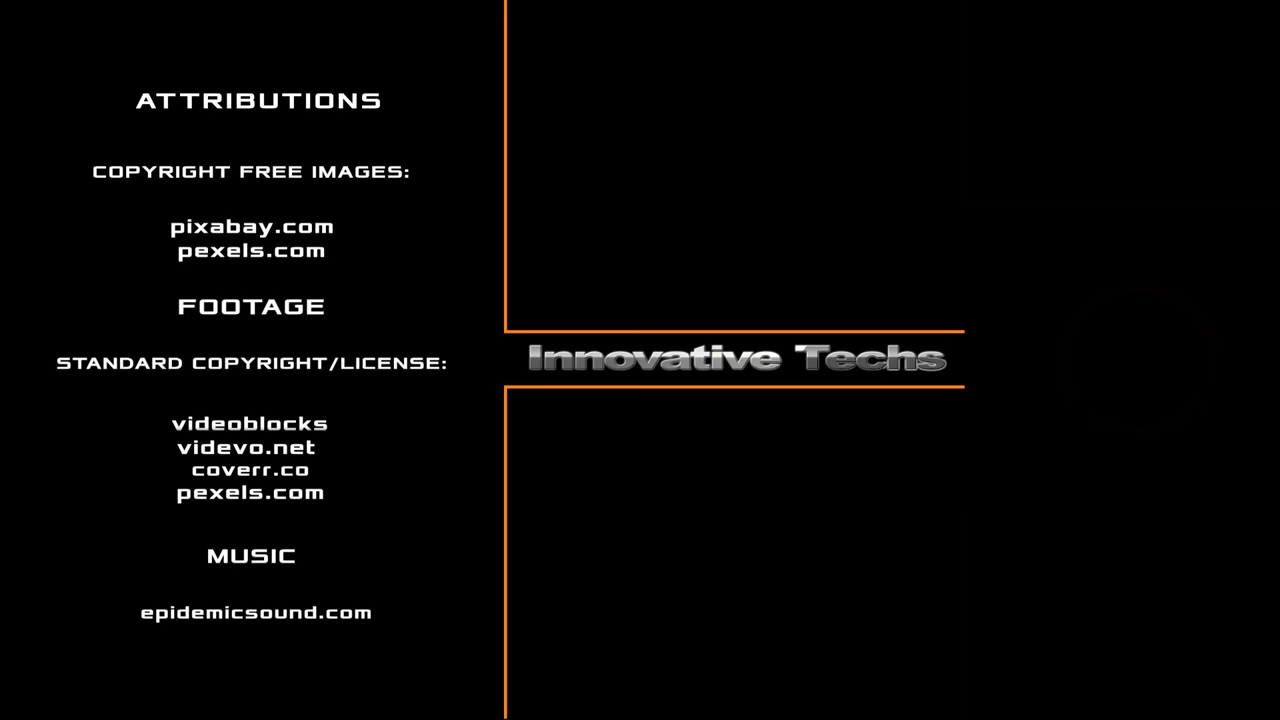 ATTRIBUTIONS
COPYRIGHT FREE IMAGES:
pixabay.com
pexels.com
FOOTAGE
STANDARD COPYRIGHT/LICENSE:
videoblocks
videvo.net
coverr.co
pexels.com
MUSIC
epidemicsound.com
Innovative Techs